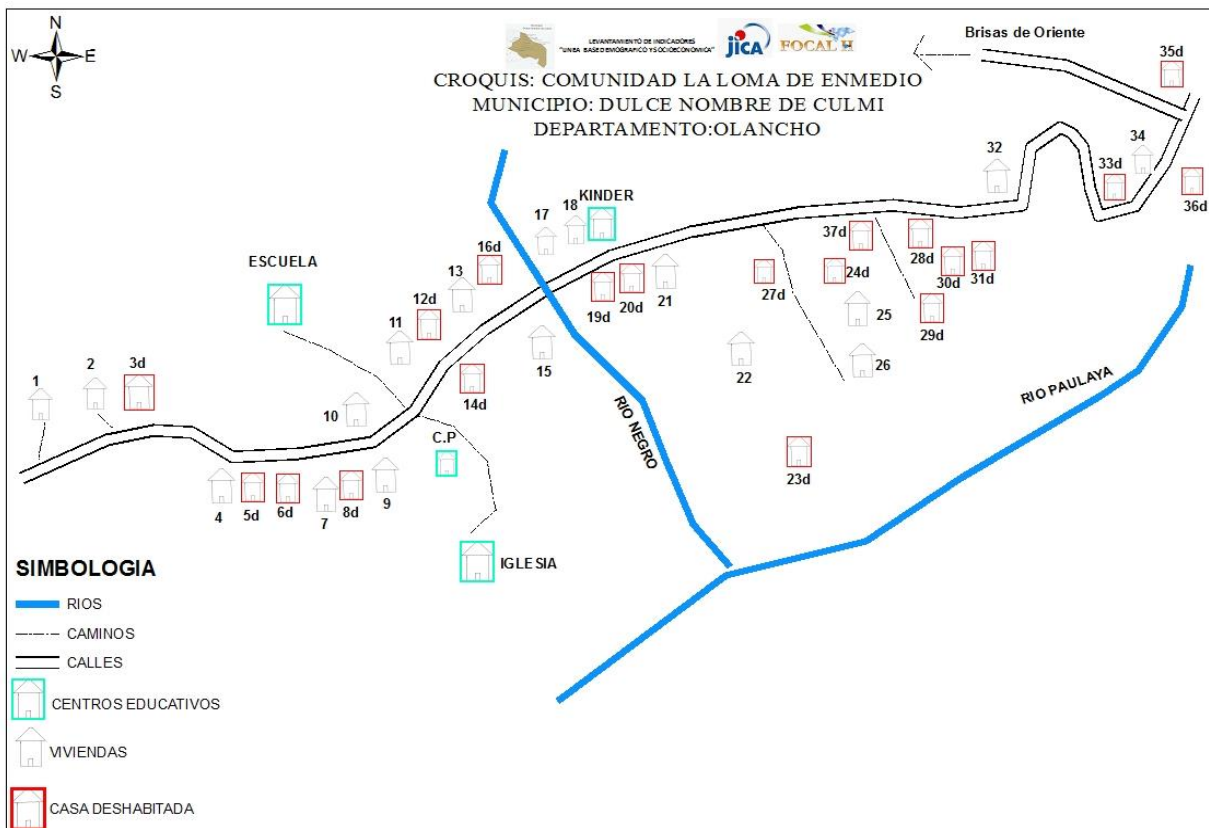 N
W E
S
LEVANTAMIENTO DE INDICADORES
"LINEA BASE DEMOGRAFICO Y SOCIOECONOMICA"
JICA
FOCAL II
CROQUIS: COMUNIDAD LA LOMA DE ENMEDIO
MUNICIPIO: DULCE NOMBRE DE CULMI
DEPARTAMENTO:OLANCHO
Brisas de Oriente
35d
34
33d
36d
32
KINDER
18
17
16d
13
12d
11
ESCUELA
37d
28d
30d
31d
24d
27d
29d
25
26
19d
20d
21
22
15
14d
10
1
2
3d
C.P
4
5d
6d
7
8d
9
23d
RIO NEGRO
RIO PAULAYA
IGLESIA
SIMBOLOGIA
RIOS
CAMINOS
CALLES
CENTROS EDUCATIVOS
VIVIENDAS
CASA DESHABITADA